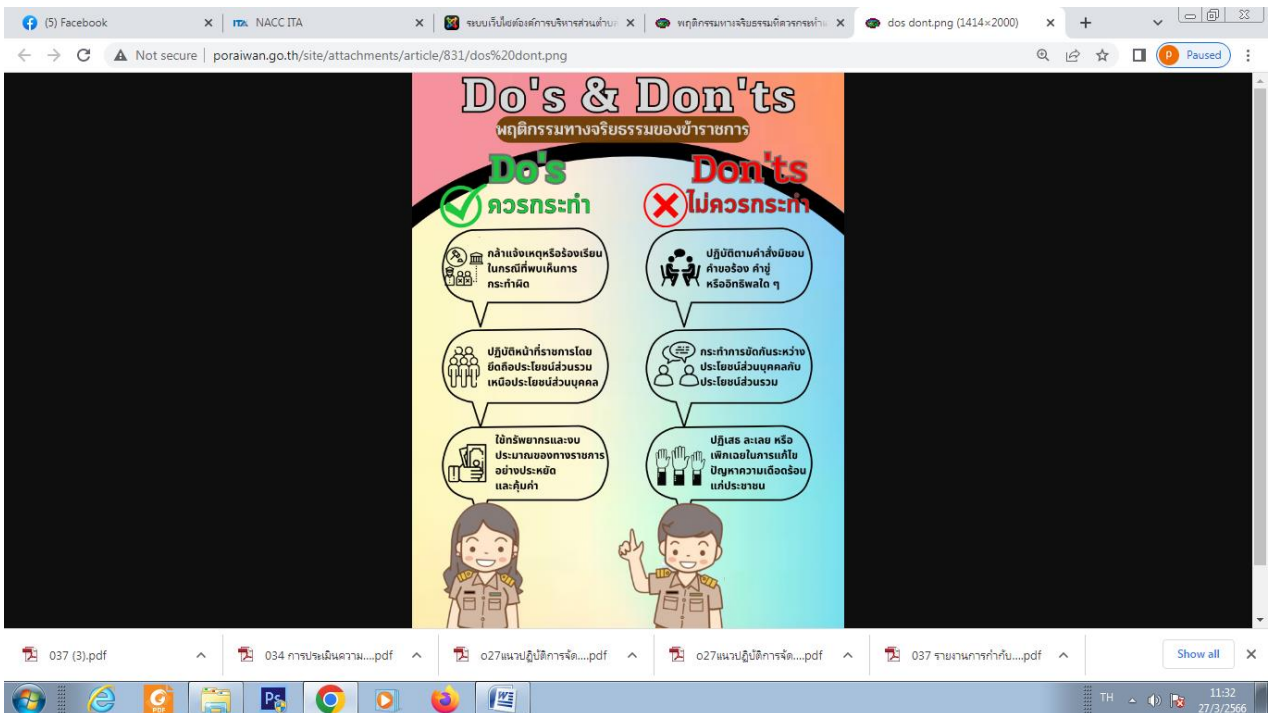 (5) Facebook
NACC ITA
ระบบเว็บไซต์องค์การบริหารส่วนตำบล
พฤติกรรมทางจริยธรรมที่ควรกระทำ
dos dont.png (1414×2000)
Not secure
poraiwan.go.th/site/attachments/article/831/dos%20dont.png
P
Paused
Do's & Don'ts
พฤติกรรมทางจริยธรรมของข้าราชการ
Do's
ควรกระทำ
กล้าแจ้งเหตุหรือร้องเรียน
ในกรณีที่พบเห็นการ
กระทำผิด
ปฏิบัติหน้าที่ราชการโดย
ยึดถือประโยชน์ส่วนรวม
เหนือประโยชน์ส่วนบุคคล
ใช้ทรัพยากรและงบ
ประมาณของทางราชการ
อย่างประหยัด
และคุ้มค่า
Don'ts
ไม่ควรกระทำ
ปฏิบัติตามคำสั่งมิชอบ
คำขอร้อง คำขู่
หรืออิทธิพลใด ๆ
กระทำการขัดกันระหว่าง
ประโยชน์ส่วนบุคคลกับ
ประโยชน์ส่วนรวม
ปฏิเสธ ละเลย หรือ
เพิกเฉยในการแก้ไข
ปัญหาความเดือดร้อน
แก่ประชาชน
037 (3).pdf
034 การประเมินความ....pdf
o27แนวปฏิบัติการจัด....pdf
o27แนวปฏิบัติการจัด....pdf
037 รายงานการกำกับ....pdf
Show all
PDF
Ps
TH
11:32
27/3/2566